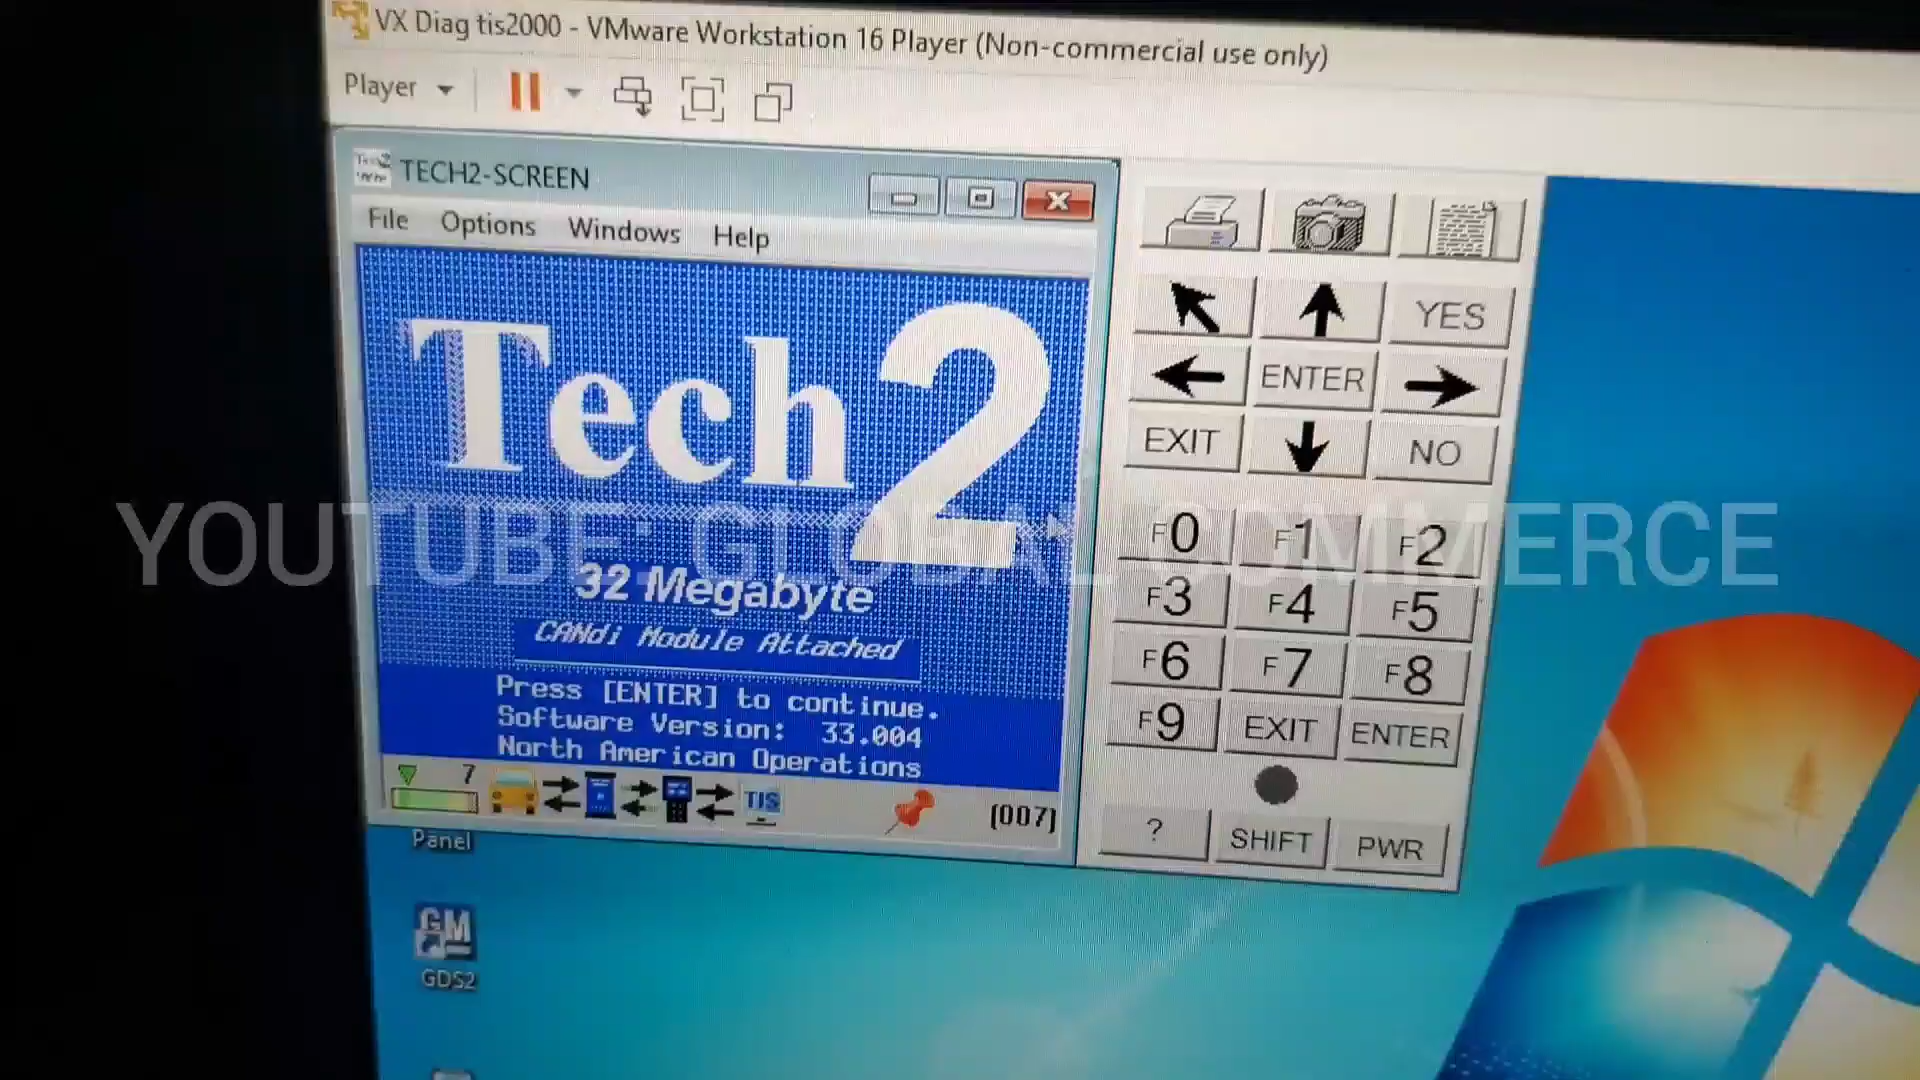 VX Diag tis2000 - VMware Workstation 16 Player (Non-commercial use only)
Player
TECH2-SCREEN
File Options Windows Help
Tech2
32 Megabyte
CANdi Module Attached
Press [ENTER] to continue.
Software Version: 33.004
North American Operations
7
TIS
(007)
YES
ENTER
EXIT
NO
F0 F1 F2
F3 F4 F5
F6 F7 F8
F9 EXIT ENTER
? SHIFT PWR
YOUTUBE: GLOBAL COMMERCE
Panel
GM
GDS2